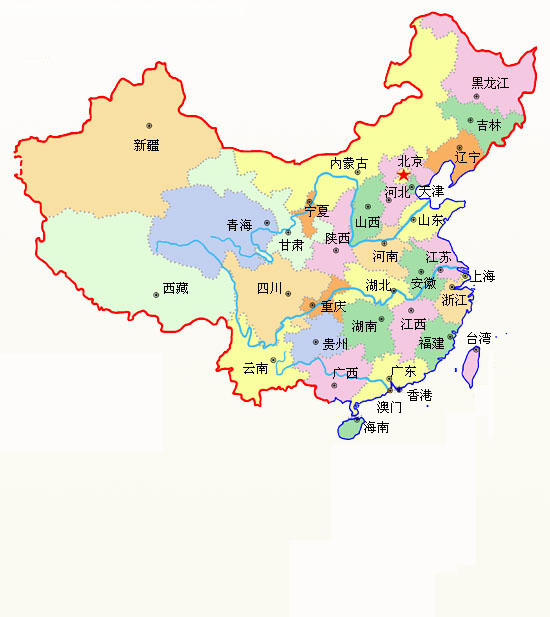 黑龙江
吉林
辽宁
新疆
内蒙古
北京
天津
河北
宁夏
山西
山东
青海
甘肃
陕西
河南
江苏
西藏
四川
湖北
安徽
上海
重庆
浙江
湖南
江西
贵州
福建
台湾
云南
广西
广东
香港
澳门
海南